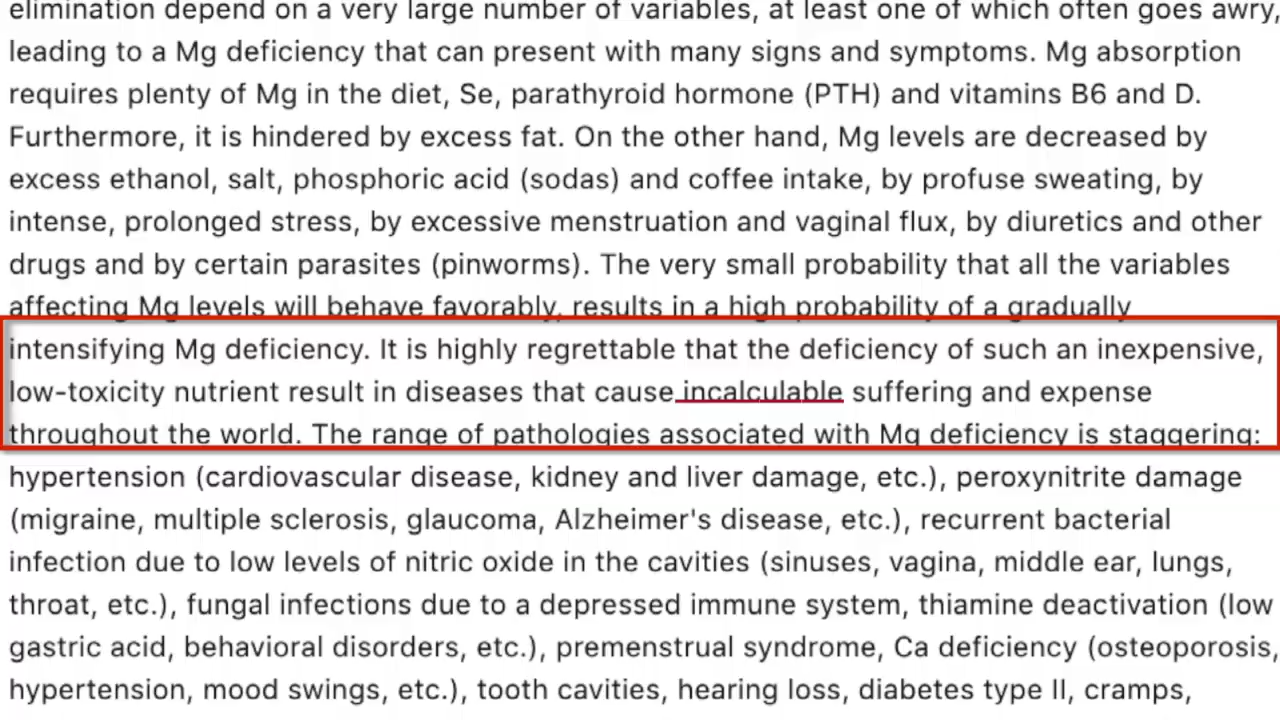 elimination depend on a very large number of variables, at least one of which often goes awry,
leading to a Mg deficiency that can present with many signs and symptoms. Mg absorption
requires plenty of Mg in the diet, Se, parathyroid hormone (PTH) and vitamins B6 and D.
Furthermore, it is hindered by excess fat. On the other hand, Mg levels are decreased by
excess ethanol, salt, phosphoric acid (sodas) and coffee intake, by profuse sweating, by
intense, prolonged stress, by excessive menstruation and vaginal flux, by diuretics and other
drugs and by certain parasites (pinworms). The very small probability that all the variables
affecting Mg levels will behave favorably, results in a high probability of a gradually
intensifying Mg deficiency. It is highly regrettable that the deficiency of such an inexpensive,
low-toxicity nutrient result in diseases that cause incalculable suffering and expense
throughout the world. The range of pathologies associated with Mg deficiency is staggering:
hypertension (cardiovascular disease, kidney and liver damage, etc.), peroxynitrite damage
(migraine, multiple sclerosis, glaucoma, Alzheimer's disease, etc.), recurrent bacterial
infection due to low levels of nitric oxide in the cavities (sinuses, vagina, middle ear, lungs,
throat, etc.), fungal infections due to a depressed immune system, thiamine deactivation (low
gastric acid, behavioral disorders, etc.), premenstrual syndrome, Ca deficiency (osteoporosis,
hypertension, mood swings, etc.), tooth cavities, hearing loss, diabetes type II, cramps,